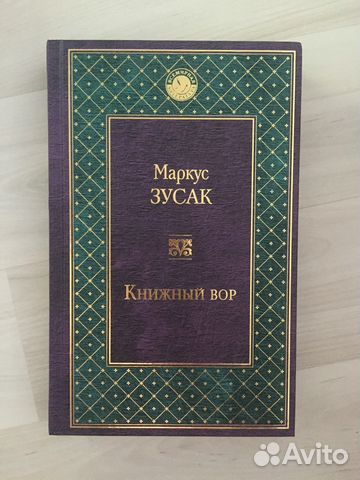 Маркус
ЗУСАК
Книжный вор
Avito